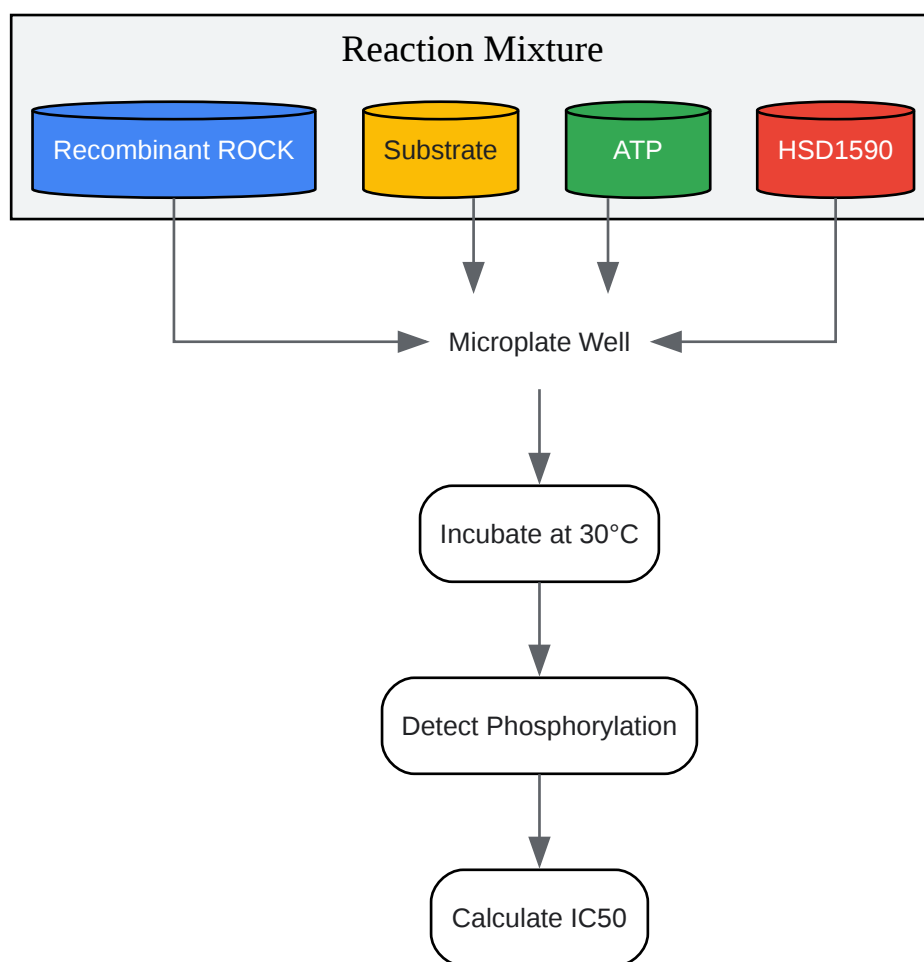 Reaction Mixture
Recombinant ROCK
Substrate
ATP
HSD1590
Microplate Well
Incubate at 30°C
Detect Phosphorylation
Calculate IC50